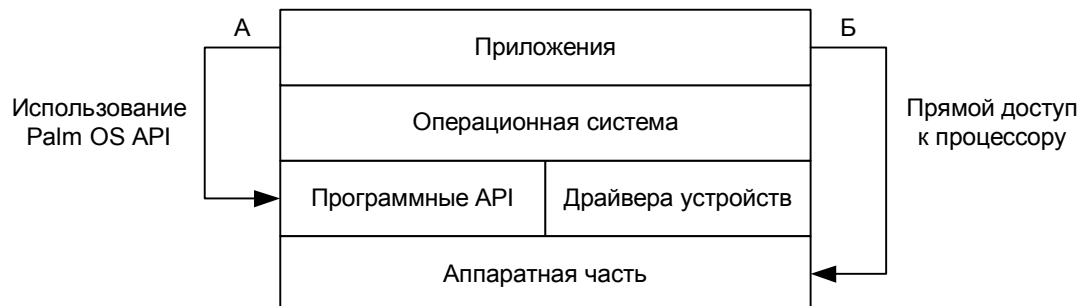 А
Б
Приложения
Использование
Palm OS API
Операционная система
Прямой доступ
к процессору
Программные API
Драйвера устройств
Аппаратная часть